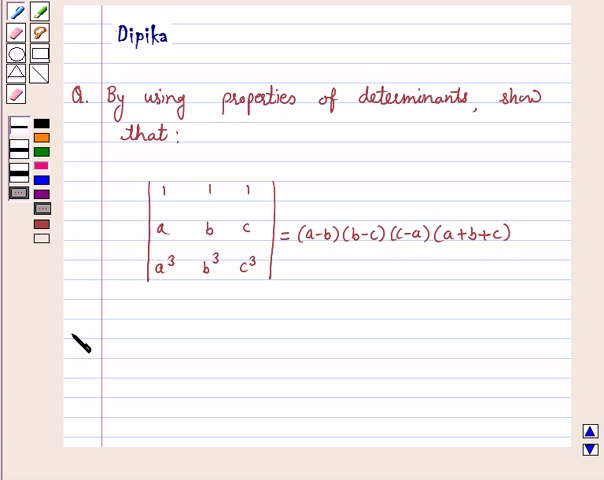 Dipika
Q. By using properties of determinants, show
that :
| 1 1 1 |
| a b c | = (a-b)(b-c)(c-a)(a+b+c)
| a³ b³ c³ |